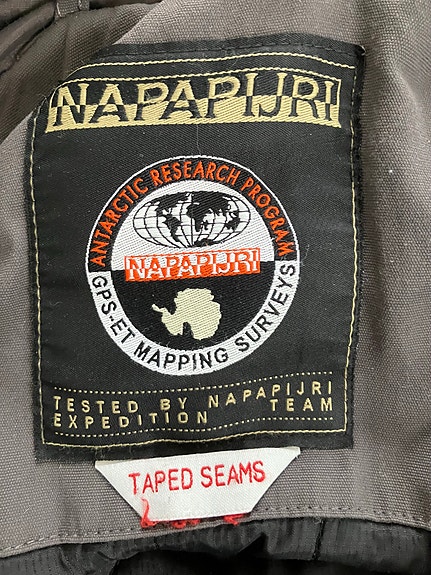 NAPAPIJRI
ANTARCTIC RESEARCH PROGRAM
NAPAPIJRI
GPS-ET MAPPING SURVEYS
TESTED BY NAPAPIJRI
EXPEDITION TEAM
TAPED SEAMS